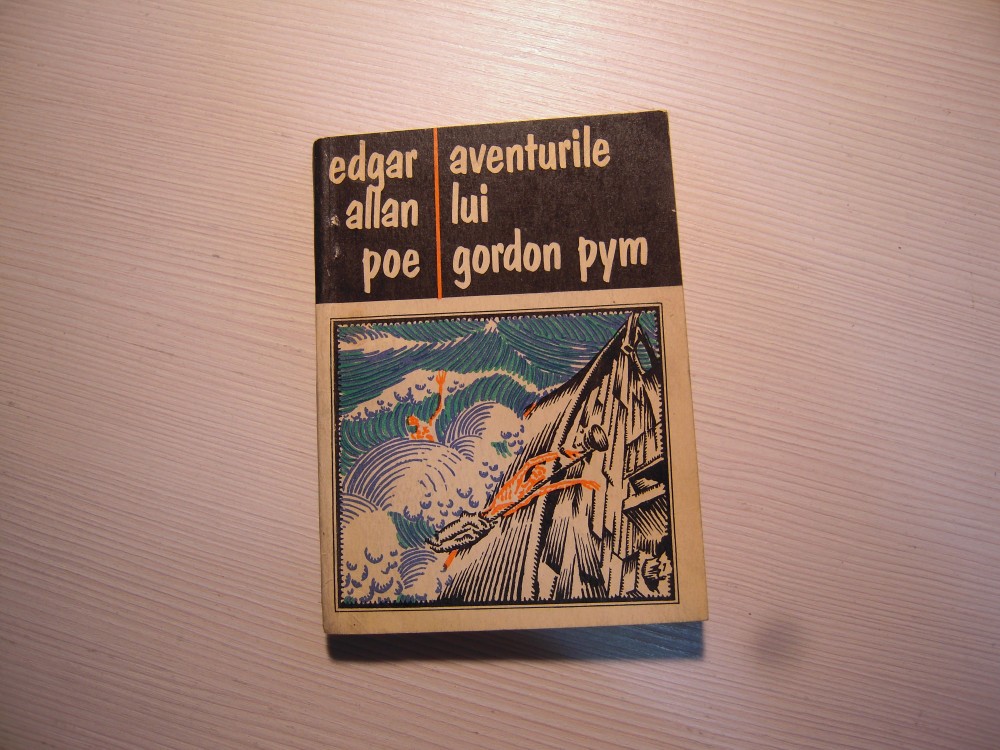 edgar
allan
poe
aventurile
lui
gordon pym